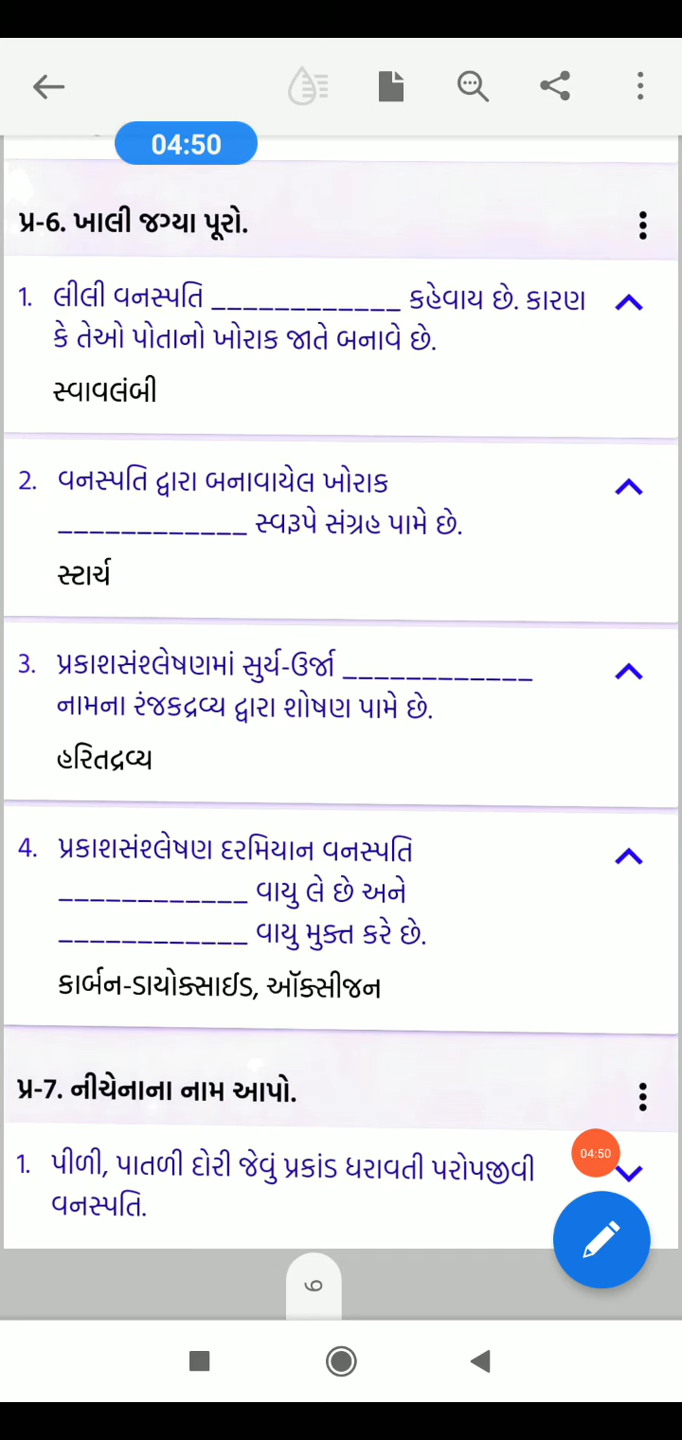 04:50
પ્ર-6. ખાલી જગ્યા પૂરો.
1. લીલી વનસ્પતિ ____________ કહેવાય છે. કારણ
કે તેઓ પોતાનો ખોરાક જાતે બનાવે છે.
સ્વાવલંબી
2. વનસ્પતિ દ્વારા બનાવાયેલ ખોરાક
____________ સ્વરૂપે સંગ્રહ પામે છે.
સ્ટાર્ચ
3. પ્રકાશસંશ્લેષણમાં સુર્ય-ઉર્જા ____________
નામના રંજકદ્રવ્ય દ્વારા શોષણ પામે છે.
હરિતદ્રવ્ય
4. પ્રકાશસંશ્લેષણ દરમિયાન વનસ્પતિ
____________ વાયુ લે છે અને
____________ વાયુ મુક્ત કરે છે.
કાર્બન-ડાયોક્સાઈડ, ઑક્સીજન
પ્ર-7. નીચેનાના નામ આપો.
1. પીળી, પાતળી દોરી જેવું પ્રકાંડ ધરાવતી પરોપજીવી
04:50
વનસ્પતિ.